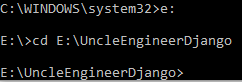 C:\WINDOWS\system32>e:
E:\>cd E:\UncleEngineerDjango
E:\UncleEngineerDjango>